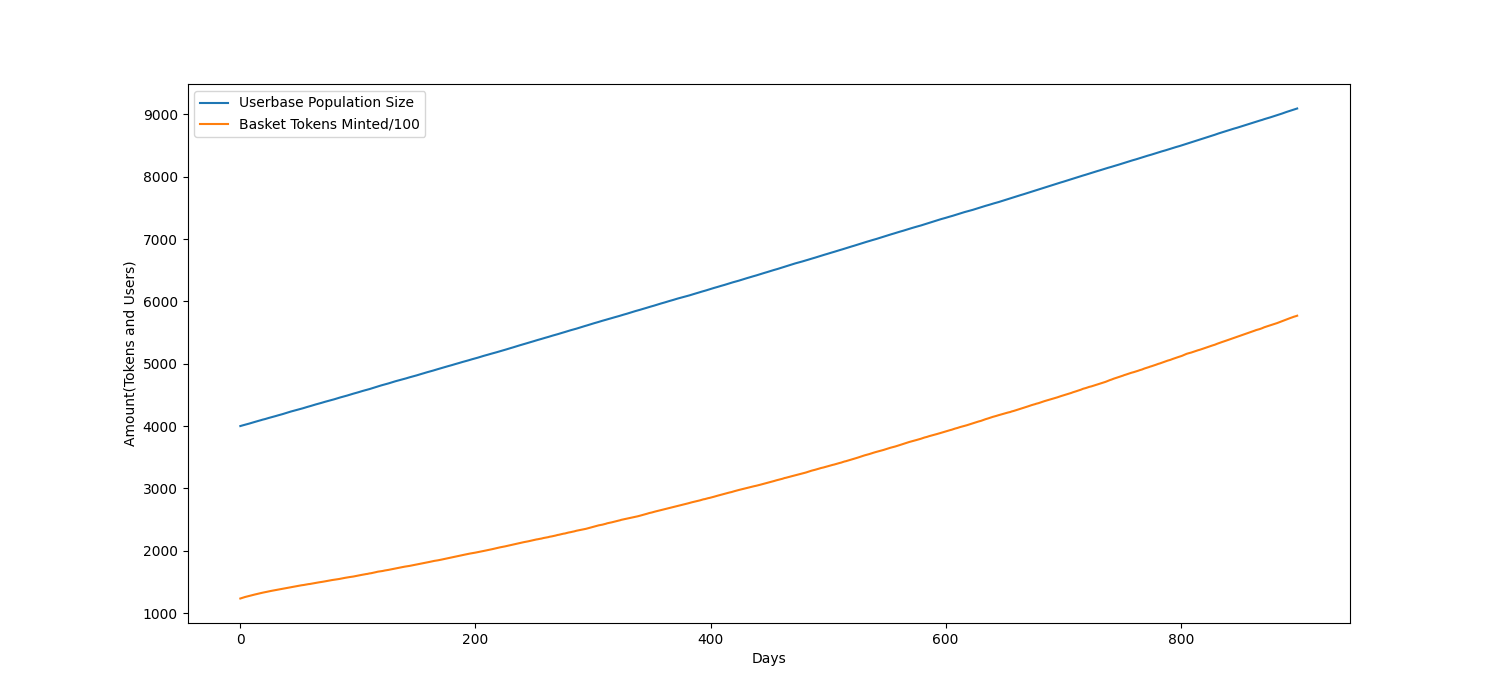 Userbase Population Size
Basket Tokens Minted/100
9000
8000
7000
6000
5000
4000
3000
2000
1000
Amount(Tokens and Users)
0 200 400 600 800
Days